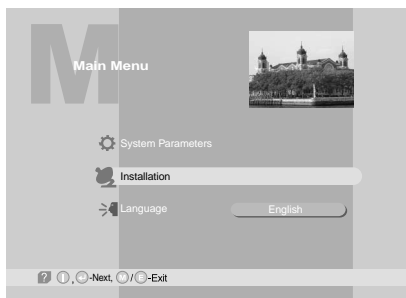 M
Main Menu
System Parameters
Installation
Language English
? I , -Next, M / E -Exit